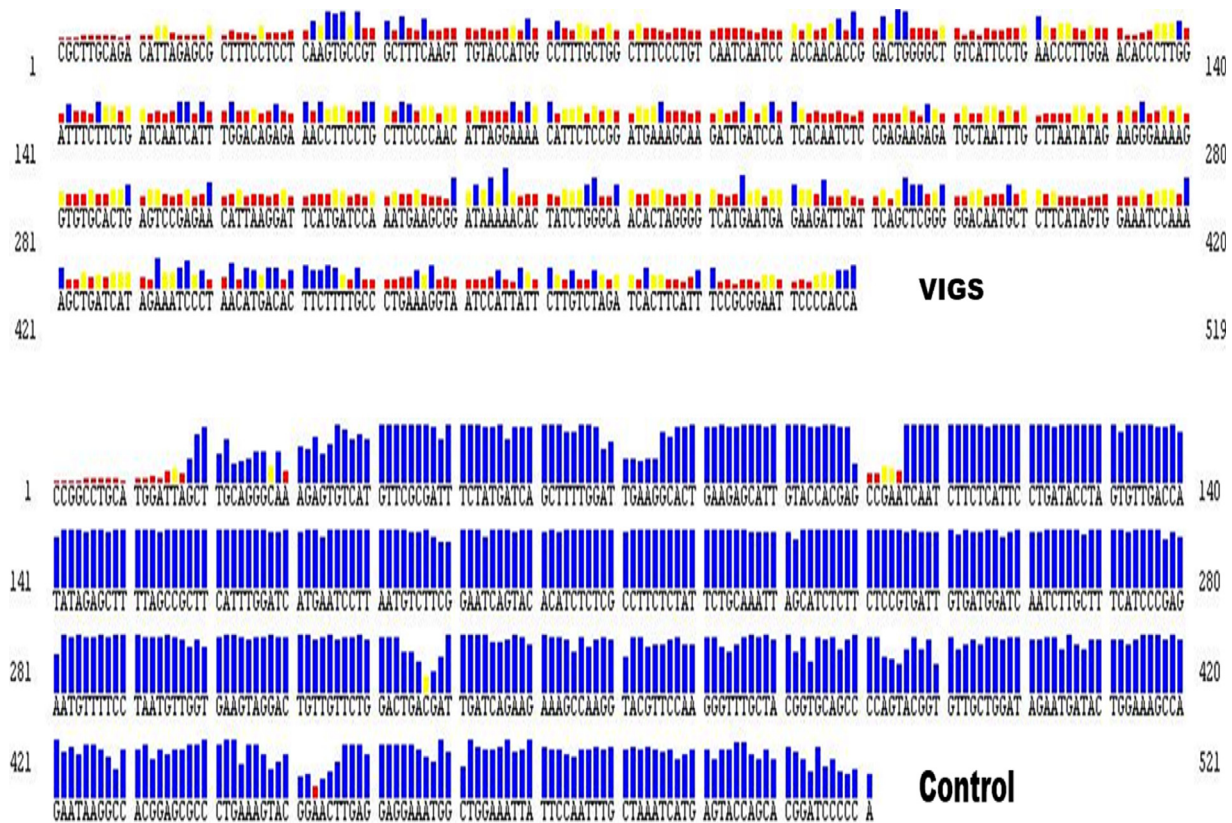 CGCTTGCAGA CATTAGAGCG CTTTCCTCCT CAAGTGCCGT GCTTTCAAGT TGTACCATGG CCTTTGCTGG CTTTCCCTGT CAATCAATCC ACCAACACCG GACTGGGGCT GTCATTCCTG AACCCTTGGA ACACCCTTGG
1 140
ATTTCTTCTG ATCAATCATT TGGACAGAGA AACCTTCCTG CTTCCCCAAC ATTAGGAAAA CATTCTCCGG ATGAAAGCAA GATTGATCCA TCACAATCTC CGAGAAGAGA TGCTAATTTG CTTAATATAG AAGGGAAAAG
141 280
GTGTGCACTG AGTCCGAGAA CATTAAGGAT TCATGATCCA AATGAAGCGG ATAAAAACAC TATCTGGGCA ACACTAGGGG TCATGAATGA GAAGATTGAT TCAGCTCGGG GGACAATGCT CTTCATAGTG GAAATCCAAA
281 420
AGCTGATCAT AGAAATCCCT AACATGACAC TTCTTTTGCC CTGAAAGGTA ATCCATTATT CTTGTCTAGA TCACTTCATT TCCGCGGAAT TCCCCACCA
VIGS
421 519
CCGGCCTGCA TGGATTAGCT TGCAGGGCAA AGAGTGTCAT GTTCGCGATT TCTATGATCA GCTTTTGGAT TGAAGGCACT GAAGAGCATT GTACCACGAG CCGAATCAAT CTTCTCATTC CTGATACCTA GTGTTGACCA
1 140
TATAGAGCTT TTAGCCGCTT CATTTGGATC ATGAATCCTT AATGTCTTCG GAATCAGTAC ACATCTCTCG CCTTCTCTAT TCTGCAAATT AGCATCTCTT CTCCGTGATT GTGATGGATC AATCTTGCTT TCATCCCGAG
141 280
AATGTTTTCC TAATGTTGGT GAAGTAGGAC TGTTGTTCTG GACTGACGAT TGATCAGAAG AAAGCCAAGG TACGTTCCAA GGGTTTGCTA CGGTGCAGCC CCAGTACGGT GTTGCTGGAT AGAATGATAC TGGAAAGCCA
281 420
GAATAAGGCC ACGGAGCGCC CTGAAAGTAC GGAACTTGAG GAGGAAATGG CTGGAAATTA TTCCAATTTG CTAAATCATG AGTACCAGCA CGGATCCCCC A
421 521
Control